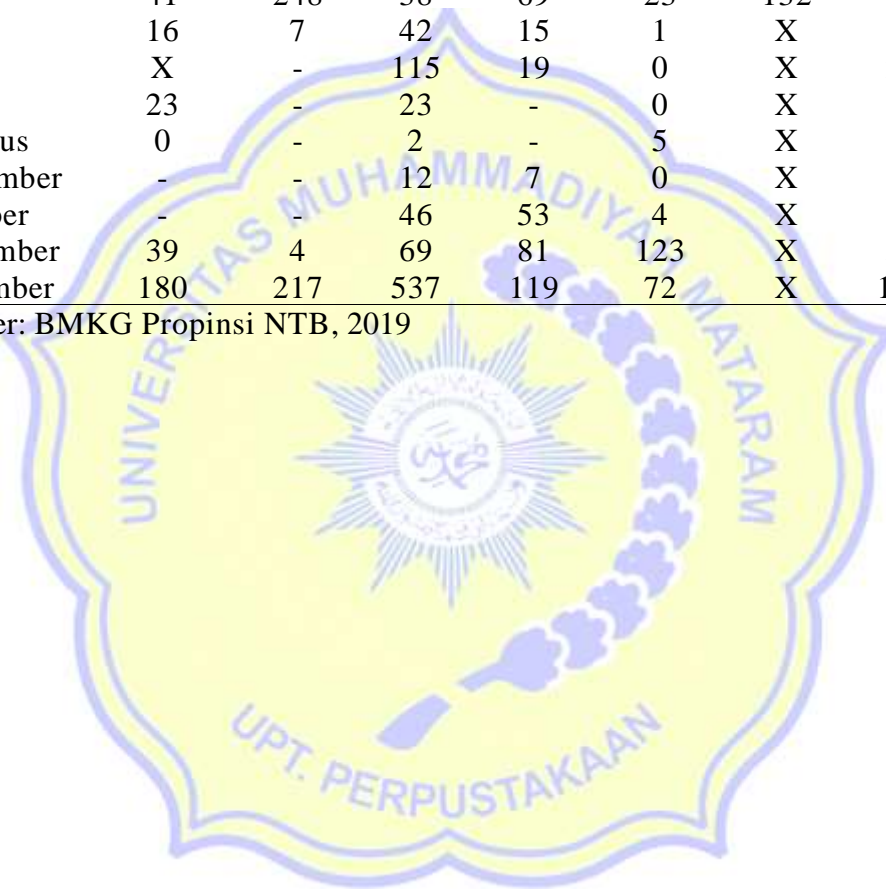 16 7 42 15 1 X
X - 115 19 0 X
23 - 23 - 0 X
us 0 - 2 - 5 X
mber - - 12 7 0 X
ber - - 46 53 4 X
mber 39 4 69 81 123 X
mber 180 217 537 119 72 X 1
er: BMKG Propinsi NTB, 2019
UNIVERSITAS MUHAMMADIYAH MATARAM
UPT. PERPUSTAKAAN